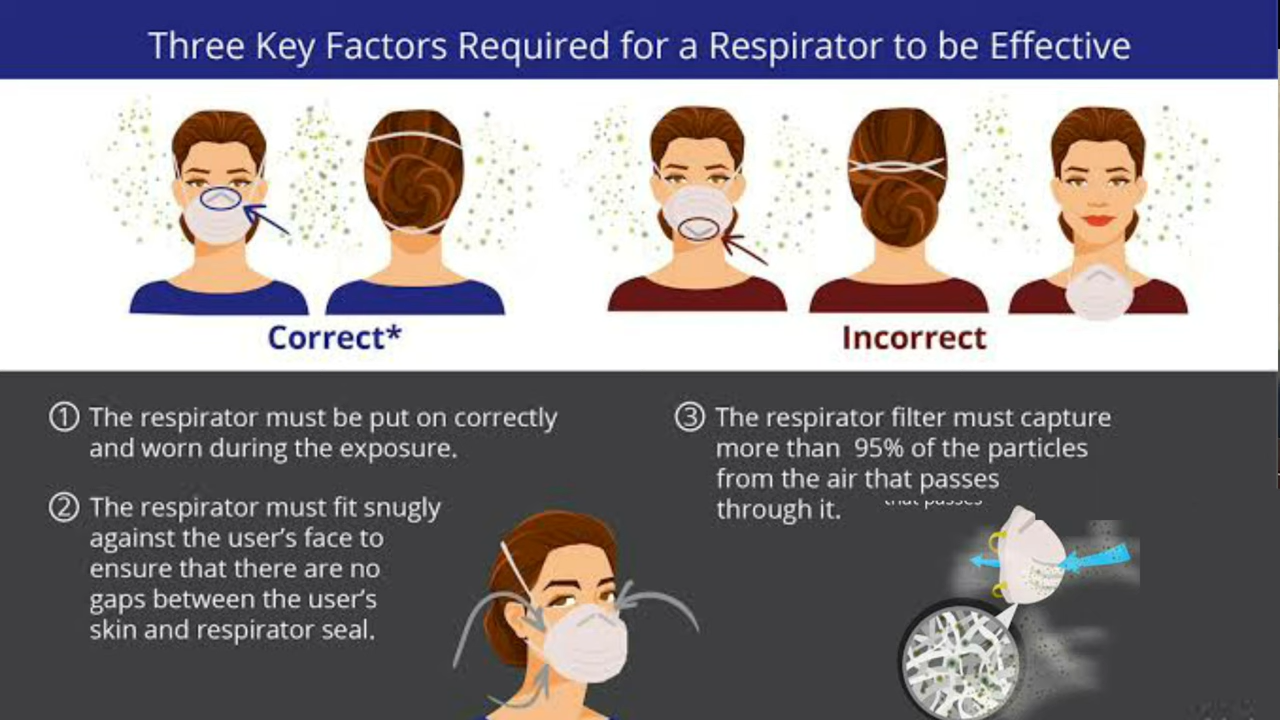 Three Key Factors Required for a Respirator to be Effective
Correct*
Incorrect
① The respirator must be put on correctly
and worn during the exposure.
② The respirator must fit snugly
against the user's face to
ensure that there are no
gaps between the user's
skin and respirator seal.
③ The respirator filter must capture
more than 95% of the particles
from the air that passes
through it.
that passes